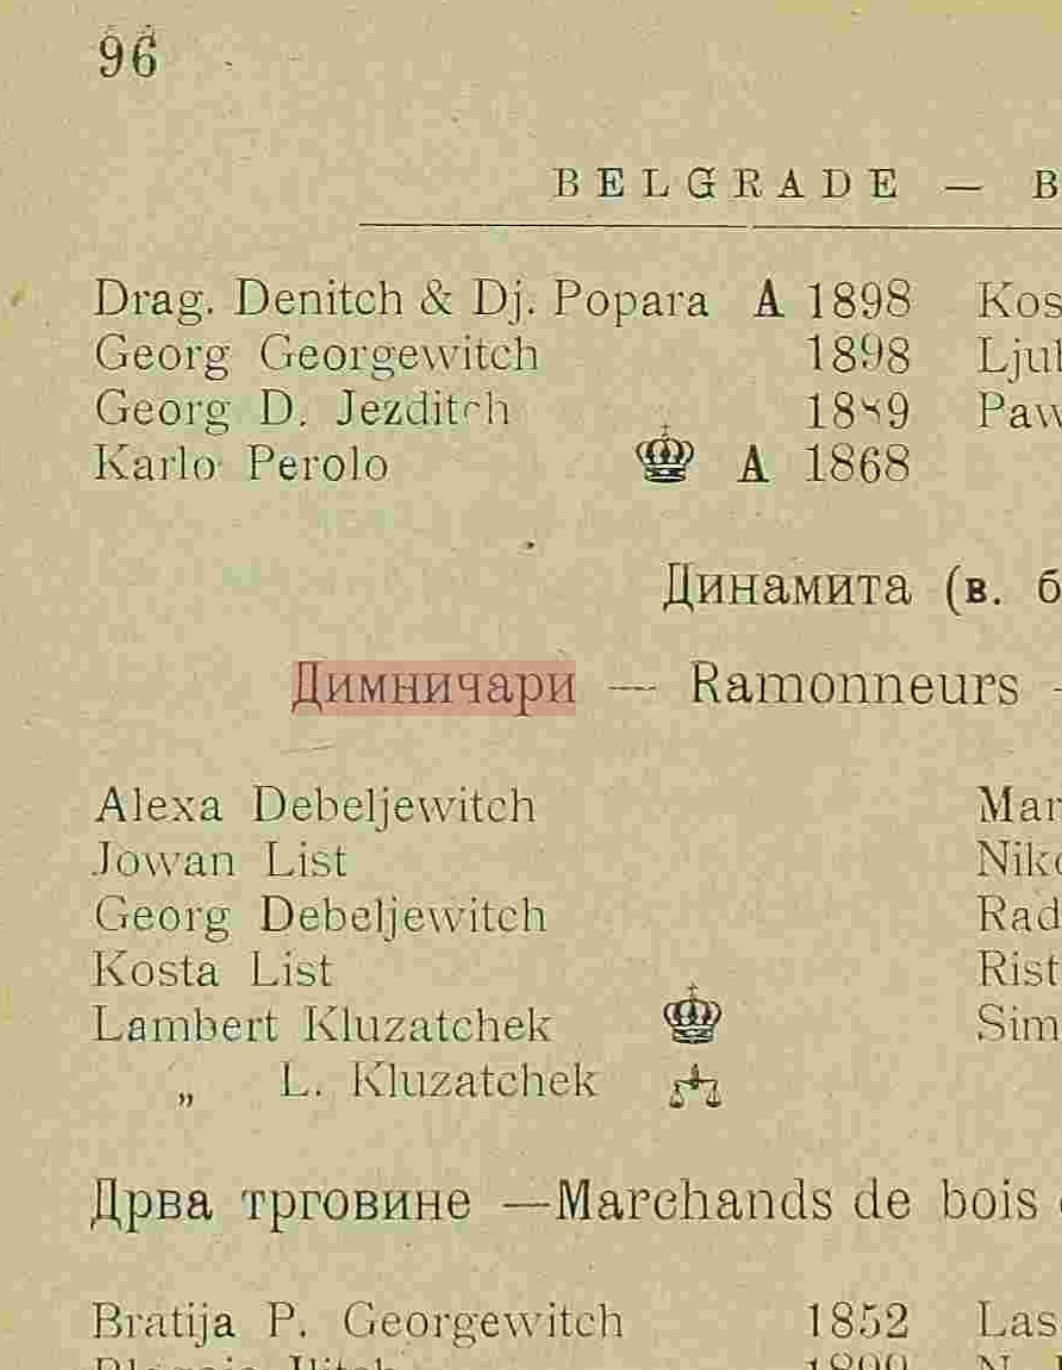 96
BELGRADE —
Drag. Denitch & Dj. Popara A 1898
Georg Georgewitch 1898
Georg D. Jezditch 1889
Karlo Perolo A 1868
Динамита (в.
Димничари — Ramonneurs
Alexa Debeljewitch
Jowan List
Georg Debeljewitch
Kosta List
Lambert Kluzatchek
„ L. Kluzatchek
Дрва трговине —Marchands de bois
Bratija P. Georgewitch 1852
Kos
Ljul
Paw
Mar
Niko
Rad
Rist
Sim
Las